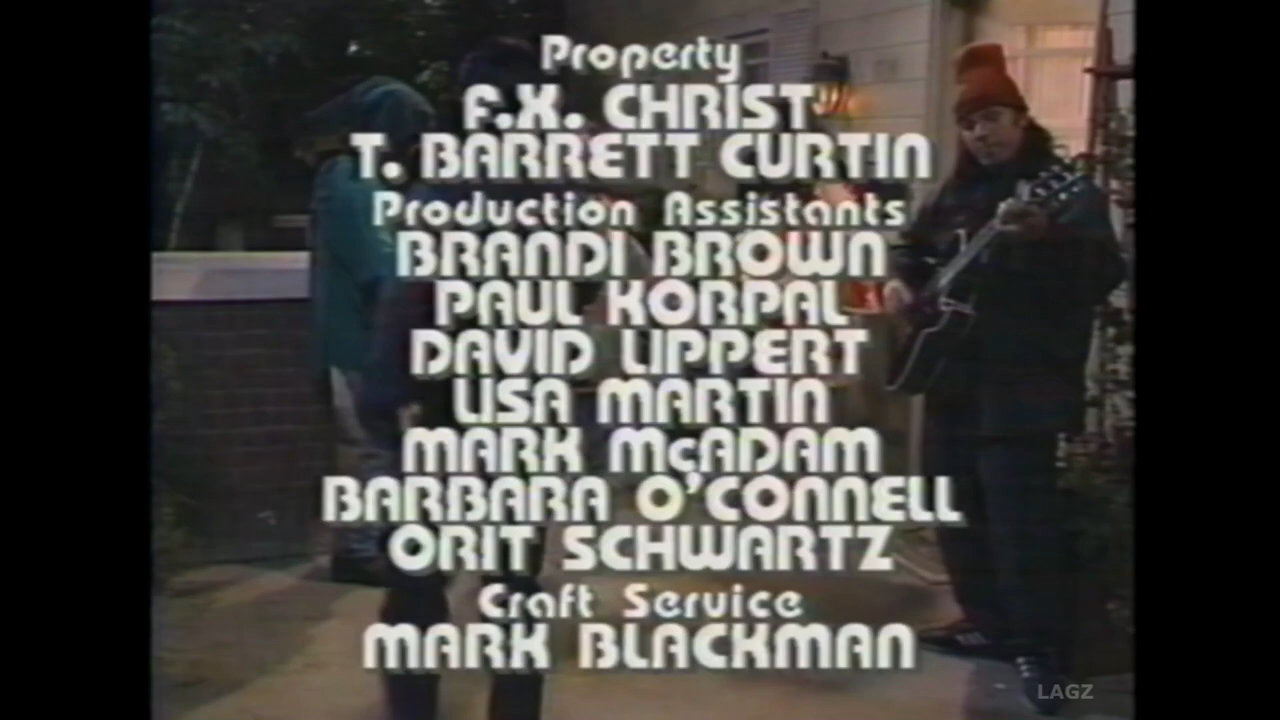 Property
F.X. CHRIST
T. BARRETT CURTIN
Production Assistants
BRANDI BROWN
PAUL KORPAL
DAVID LIPPERT
LISA MARTIN
MARK McADAM
BARBARA O'CONNELL
ORIT SCHWARTZ
Craft Service
MARK BLACKMAN
LAGZ